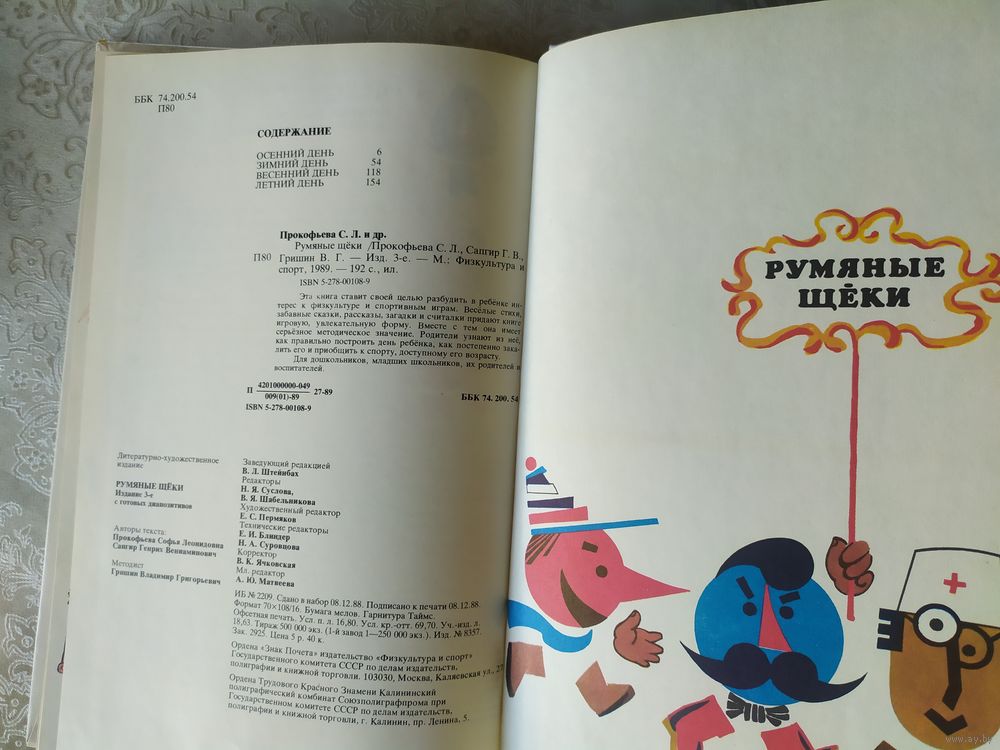 ББК 74.200.54
П80
СОДЕРЖАНИЕ
ОСЕННИЙ ДЕНЬ 6
ЗИМНИЙ ДЕНЬ 54
ВЕСЕННИЙ ДЕНЬ 118
ЛЕТНИЙ ДЕНЬ 154
Прокофьева С. Л. и др.
Румяные щёки /Прокофьева С. Л., Сапгир Г. В.,
П80 Гришин В. Г. — Изд. 3-е. — М.: Физкультура и
спорт, 1989. — 192 с., ил.
ISBN 5-278-00108-9
Эта книга ставит своей целью разбудить в ребёнке ин-
терес к физкультуре и спортивным играм. Весёлые стихи,
забавные сказки, рассказы, загадки и считалки придают книге
игровую, увлекательную форму. Вместе с тем она имеет
серьёзное методическое значение. Родители узнают из неё,
как правильно построить день ребёнка, как постепенно зака-
лить его и приобщить к спорту, доступному его возрасту.
Для дошкольников, младших школьников, их родителей и
воспитателей.
П 4201000000-049
009(01)-89 27-89
ББК 74. 200. 54
ISBN 5-278-00108-9
Литературно-художественное
издание
РУМЯНЫЕ ЩЁКИ
Издание 3-е
с готовых диапозитивов
Авторы текста:
Прокофьева Софья Леонидовна
Сапгир Генрих Вениаминович
Методист
Гришин Владимир Григорьевич
Заведующий редакцией
В. Л. Штейнбах
Редакторы
Н. Я. Суслова,
В. Я. Шабельникова
Художественный редактор
Е. С. Пермяков
Технические редакторы
Е. И. Блиндер
Н. А. Суровцова
Корректор
В. К. Ячковская
Мл. редактор
А. Ю. Матвеева
ИБ № 2209. Сдано в набор 08.12.88. Подписано к печати 08.12.88.
Формат 70×108/16. Бумага мелов. Гарнитура Таймс.
Офсетная печать. Усл. п. л. 16,80. Усл. кр.-отт. 69,70. Уч.-изд. л.
18,63. Тираж 500 000 экз. (1-й завод 1—250 000 экз.). Изд. № 8357.
Зак. 2925. Цена 5 р. 40 к.
Ордена «Знак Почета» издательство «Физкультура и спорт»
Государственного комитета СССР по делам издательств,
полиграфии и книжной торговли. 103030, Москва, Каляевская ул., 27
Ордена Трудового Красного Знамени Калининский
полиграфический комбинат Союзполиграфпрома при
Государственном комитете СССР по делам издательств,
полиграфии и книжной торговли, г. Калинин, пр. Ленина, 5.
РУМЯНЫЕ
ЩЁКИ